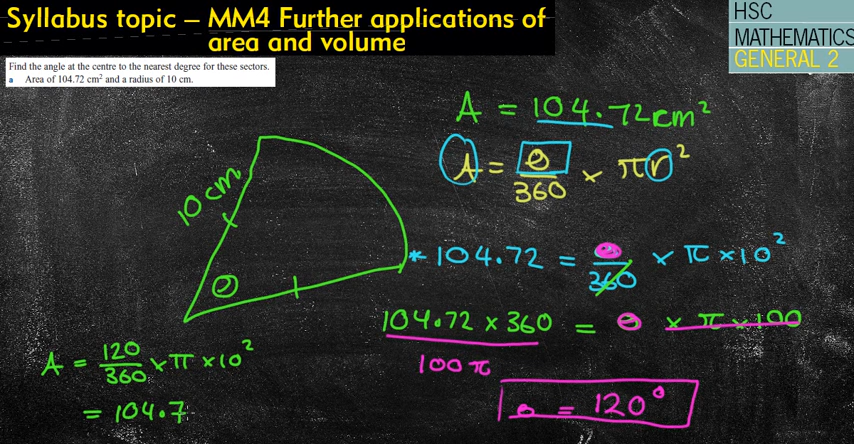 Syllabus topic – MM4 Further applications of
area and volume
HSC
MATHEMATICS
GENERAL 2
Find the angle at the centre to the nearest degree for these sectors.
a Area of 104.72 cm² and a radius of 10 cm.
A = 104.72cm²
A = θ/360 × πr²
10 cm
θ
* 104.72 = θ/360 × π × 10²
104.72 × 360 = θ × π × 100
100π
θ = 120°
A = 120/360 × π × 10²
= 104.7